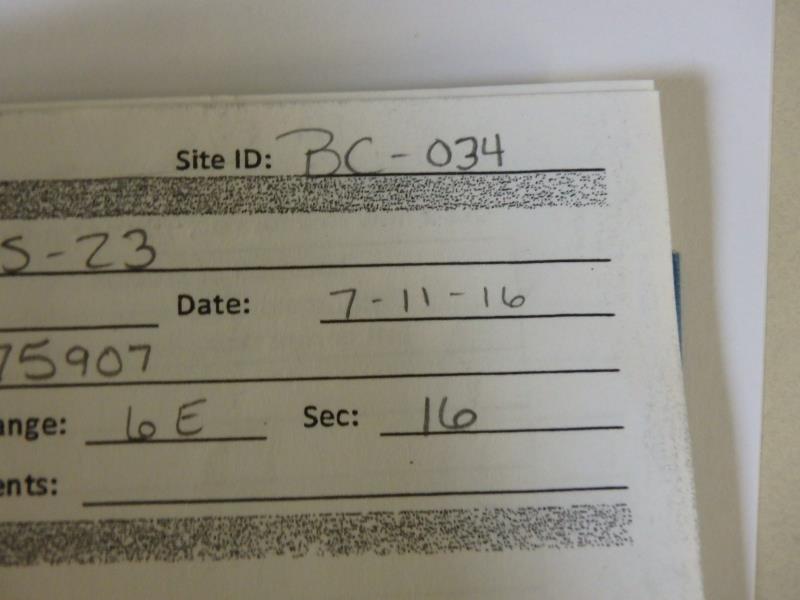 Site ID: BC-034
S-23
Date: 7-11-16
75907
ange: 6E Sec: 16
ents: